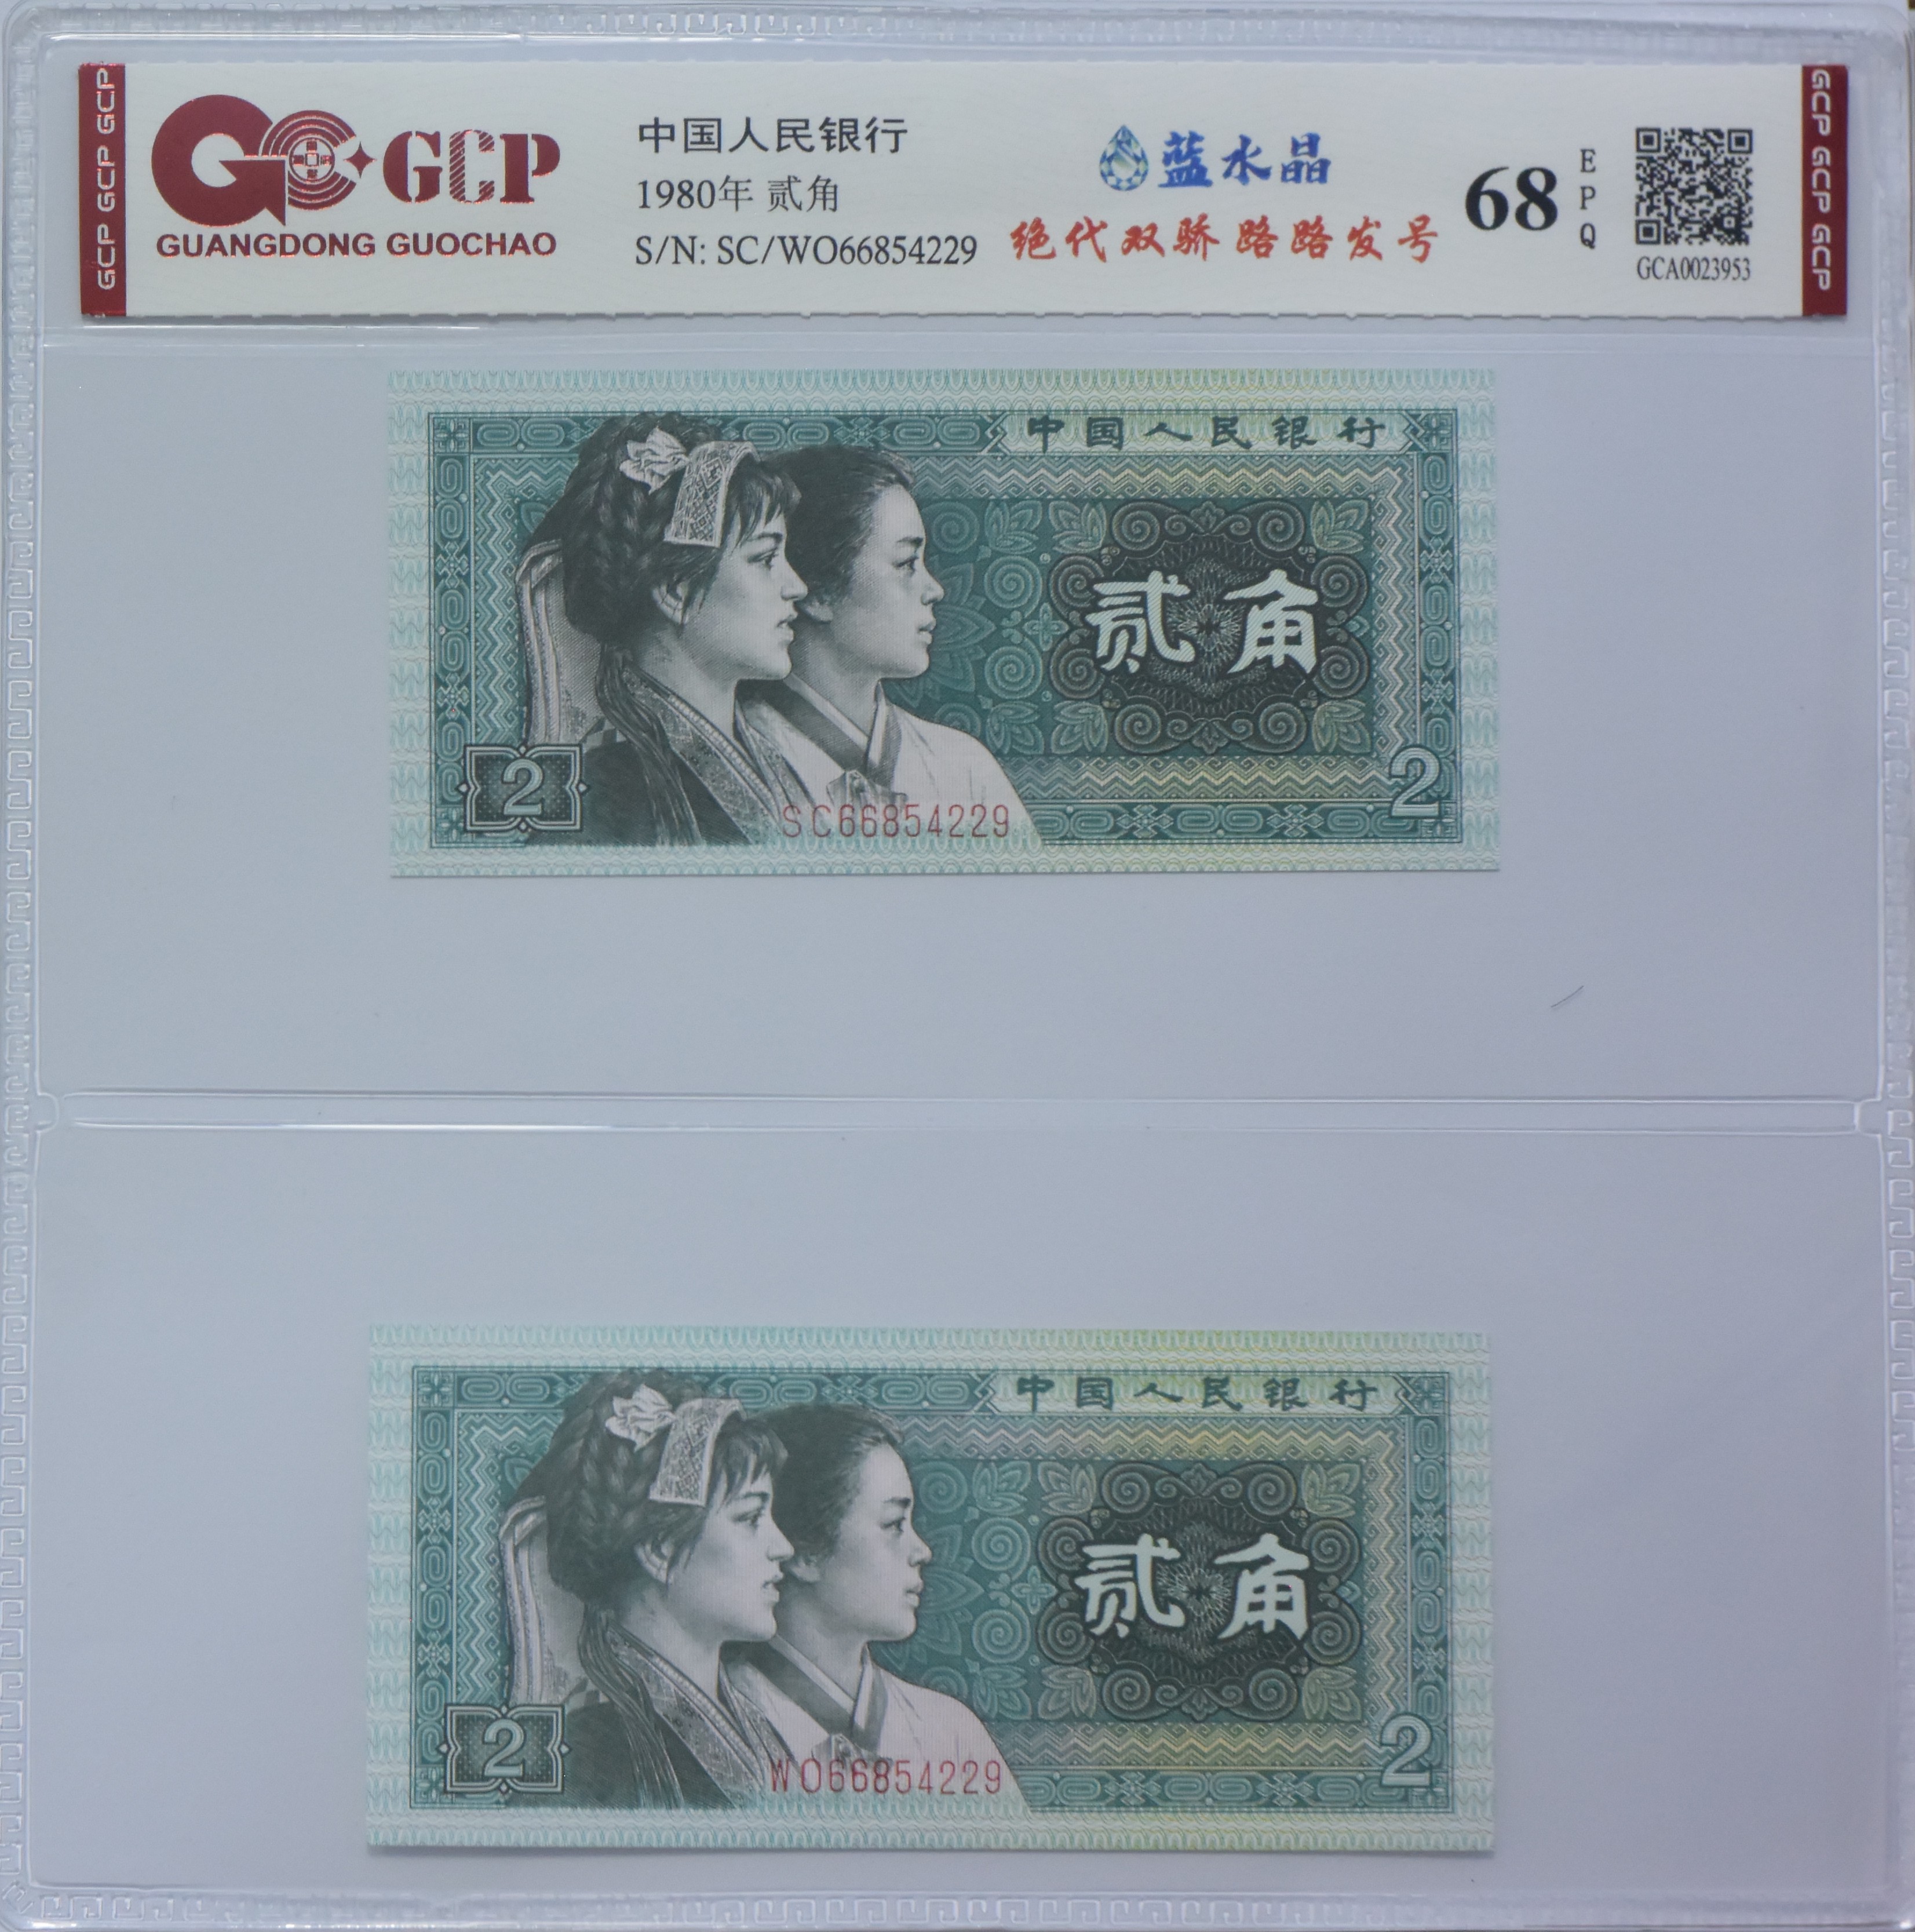 GCP GCP GCP
GCP
GUANGDONG GUOCHAO
中国人民银行
1980年 贰角
S/N: SC/WO66854229
蓝水晶
绝代双骄 路路发号
68
EPQ
GCA0023953
GCP GCP GCP
中国人民银行
贰角
2
2
SC66854229
中国人民银行
贰角
2
2
WO66854229